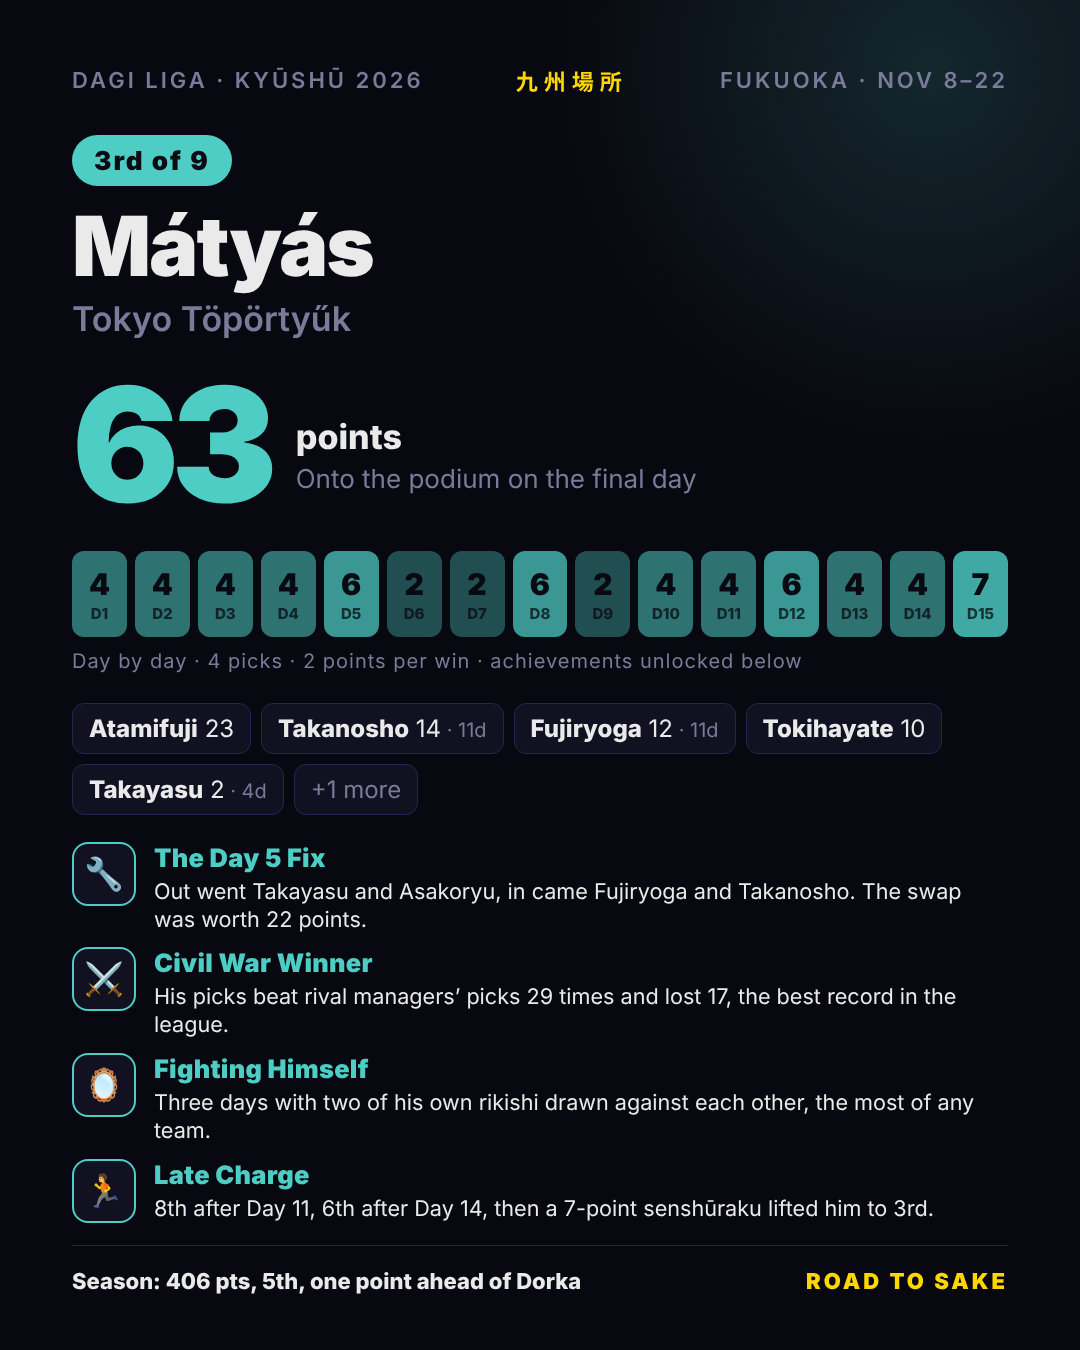 DAGI LIGA · KYŪSHŪ 2026
九州場所
FUKUOKA · NOV 8–22
3rd of 9
Mátyás
Tokyo Töpörtyűk
63
points
Onto the podium on the final day
4 4 4 4 6 2 2 6 2 4 4 6 4 4 7
D1 D2 D3 D4 D5 D6 D7 D8 D9 D10 D11 D12 D13 D14 D15
Day by day · 4 picks · 2 points per win · achievements unlocked below
Atamifuji 23
Takanosho 14 · 11d
Fujiryoga 12 · 11d
Tokihayate 10
Takayasu 2 · 4d
+1 more
The Day 5 Fix
Out went Takayasu and Asakoryu, in came Fujiryoga and Takanosho. The swap
was worth 22 points.
Civil War Winner
His picks beat rival managers’ picks 29 times and lost 17, the best record in the
league.
Fighting Himself
Three days with two of his own rikishi drawn against each other, the most of any
team.
Late Charge
8th after Day 11, 6th after Day 14, then a 7-point senshūraku lifted him to 3rd.
Season: 406 pts, 5th, one point ahead of Dorka
ROAD TO SAKE